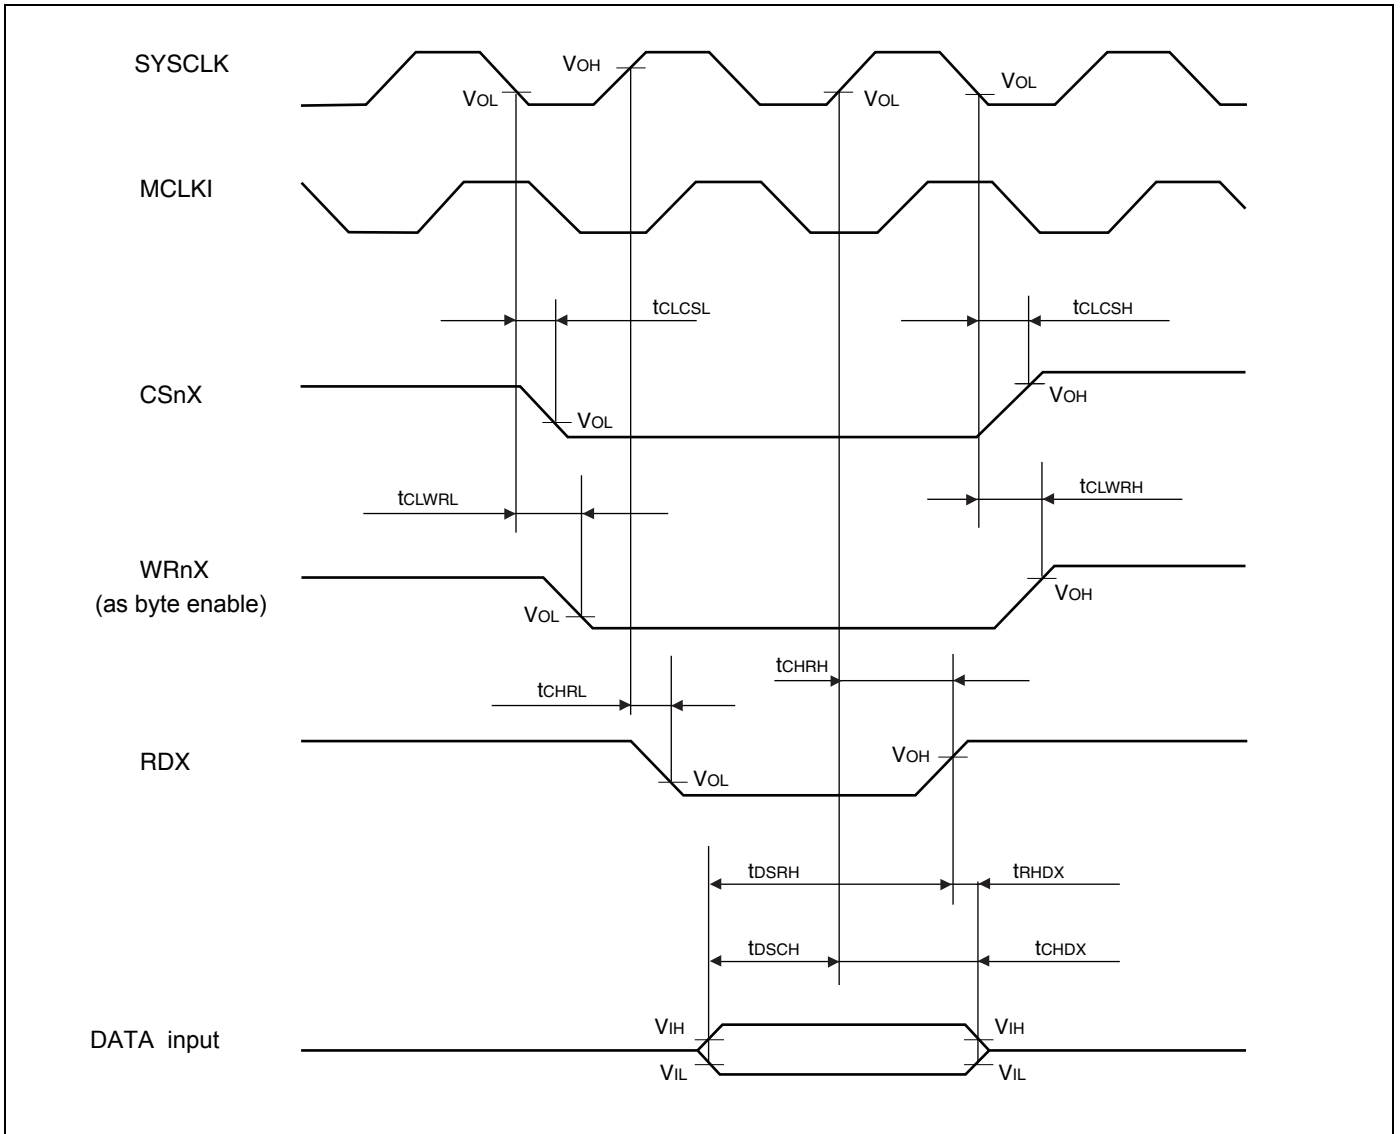 SYSCLK
VOH
VOL
VOL
VOL
MCLKI
tCLCSL
tCLCSH
CSnX
VOL
VOH
tCLWRL
tCLWRH
WRnX
(as byte enable)
VOL
VOH
tCHRL
tCHRH
RDX
VOL
VOH
tDSRH
tRHDX
tDSCH
tCHDX
DATA input
VIH
VIH
VIL
VIL